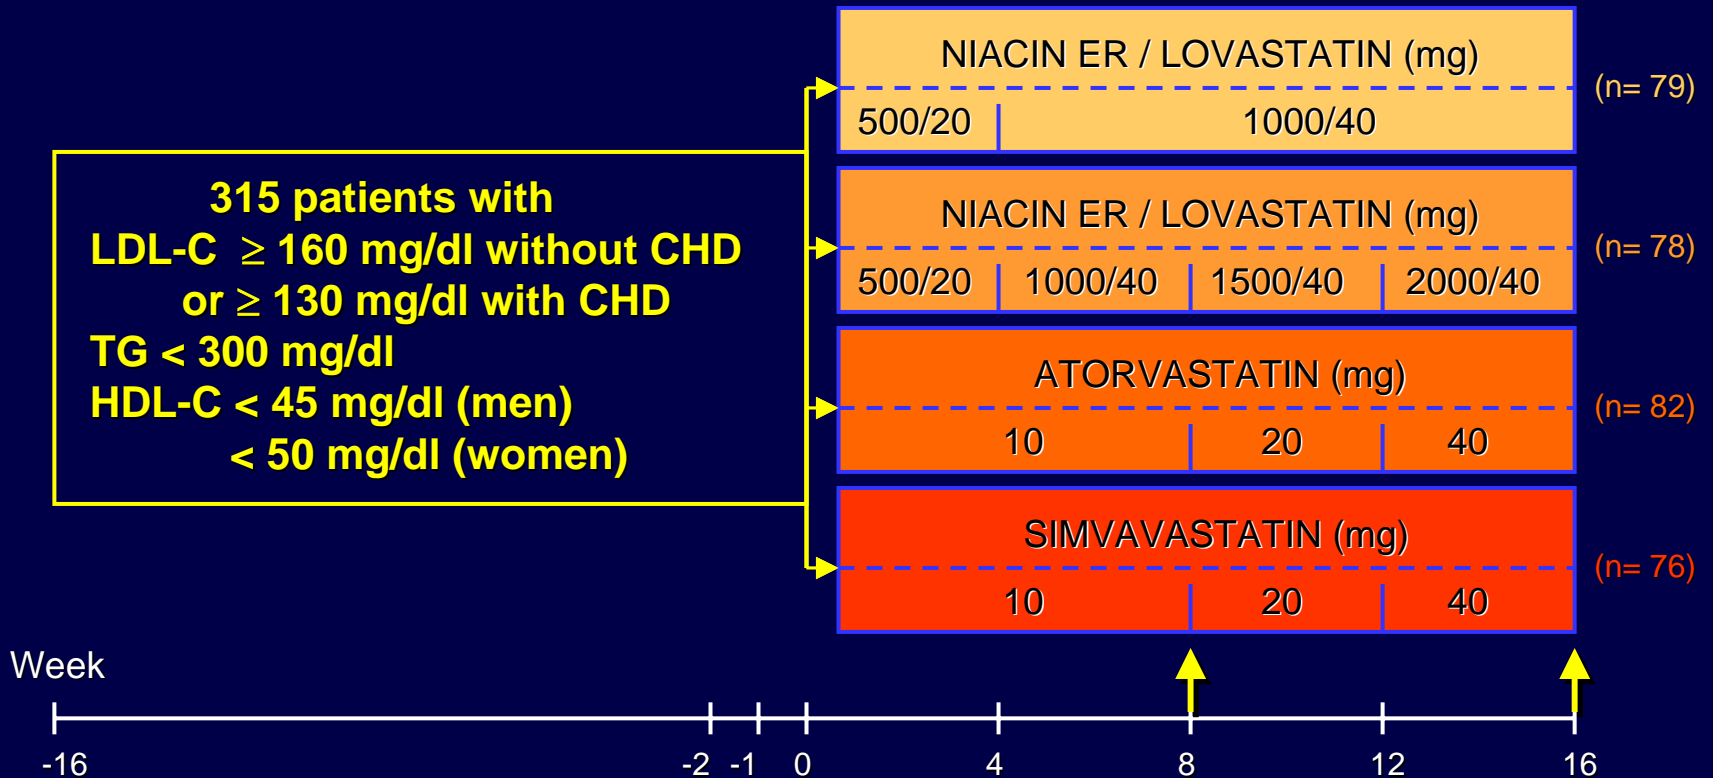 315 patients with
LDL-C ≥ 160 mg/dl without CHD
or ≥ 130 mg/dl with CHD
TG < 300 mg/dl
HDL-C < 45 mg/dl (men)
< 50 mg/dl (women)
NIACIN ER / LOVASTATIN (mg)
500/20 1000/40
(n= 79)
NIACIN ER / LOVASTATIN (mg)
500/20 1000/40 1500/40 2000/40
(n= 78)
ATORVASTATIN (mg)
10 20 40
(n= 82)
SIMVAVASTATIN (mg)
10 20 40
(n= 76)
Week
-16 -2 -1 0 4 8 12 16